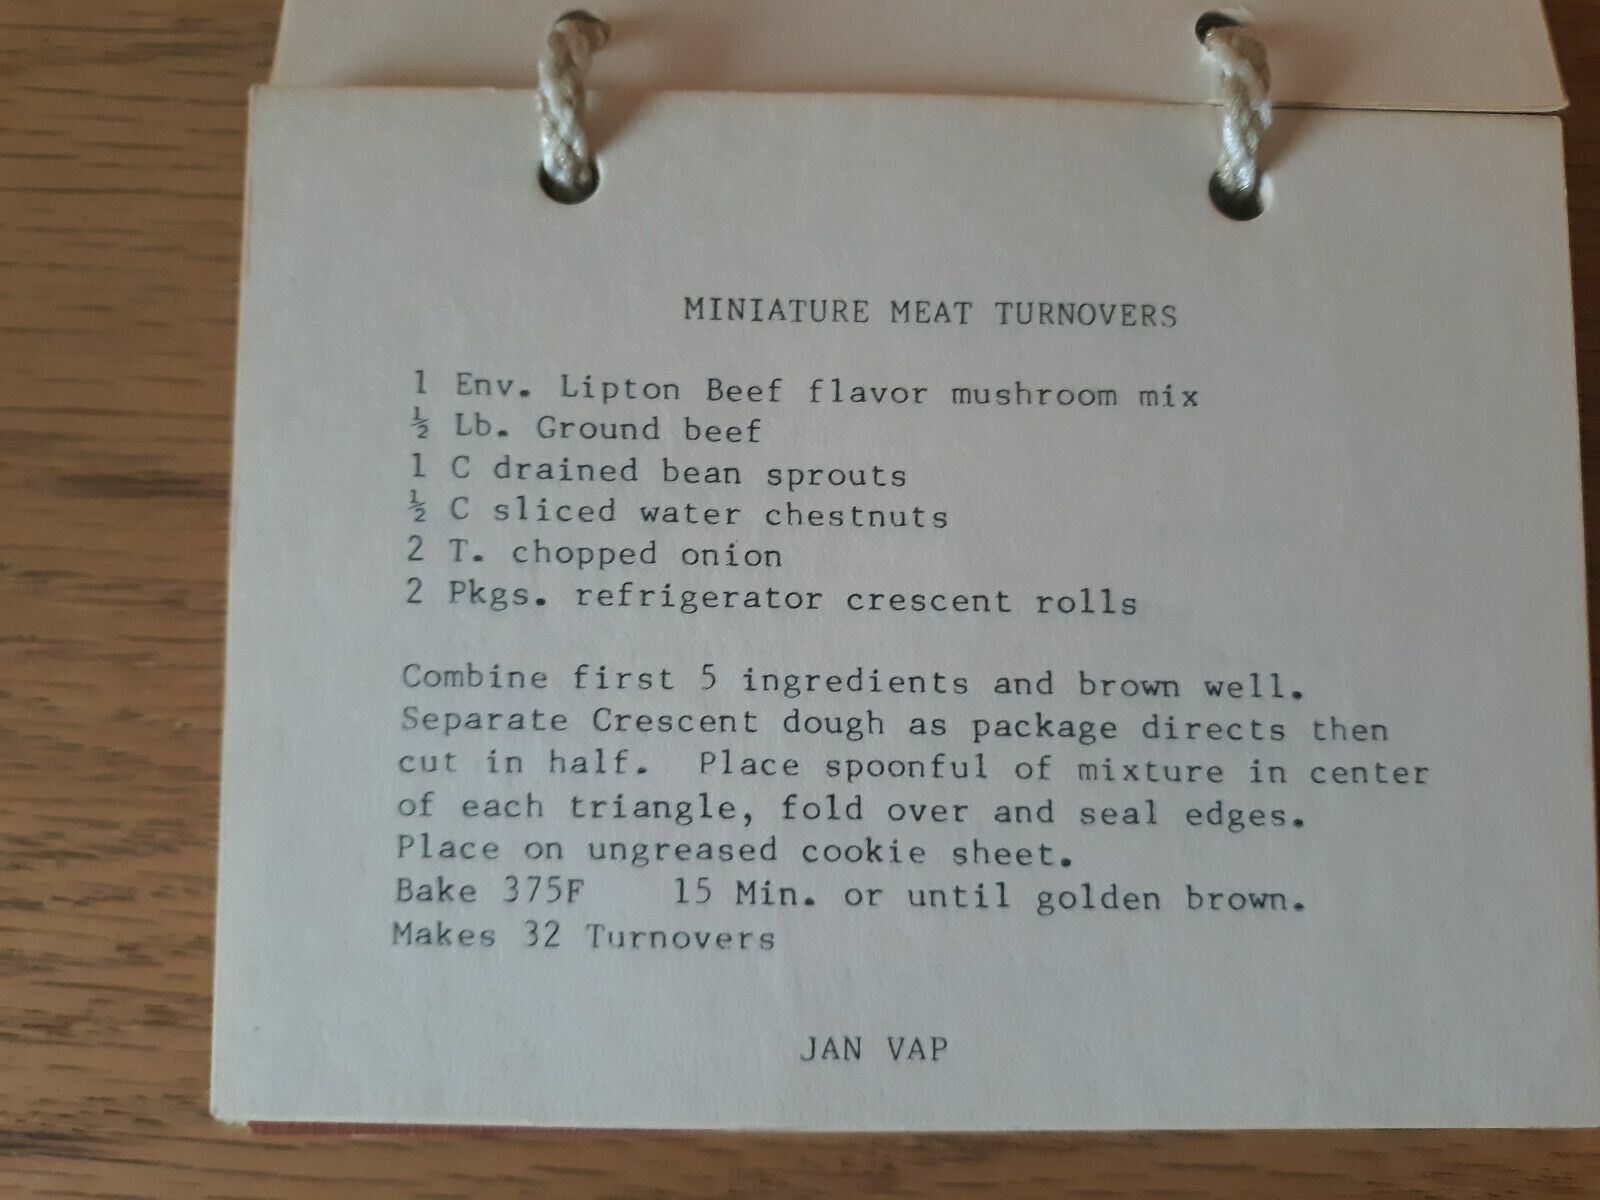 MINIATURE MEAT TURNOVERS
1 Env. Lipton Beef flavor mushroom mix
½ Lb. Ground beef
1 C drained bean sprouts
½ C sliced water chestnuts
2 T. chopped onion
2 Pkgs. refrigerator crescent rolls
Combine first 5 ingredients and brown well.
Separate Crescent dough as package directs then
cut in half. Place spoonful of mixture in center
of each triangle, fold over and seal edges.
Place on ungreased cookie sheet.
Bake 375F 15 Min. or until golden brown.
Makes 32 Turnovers
JAN VAP